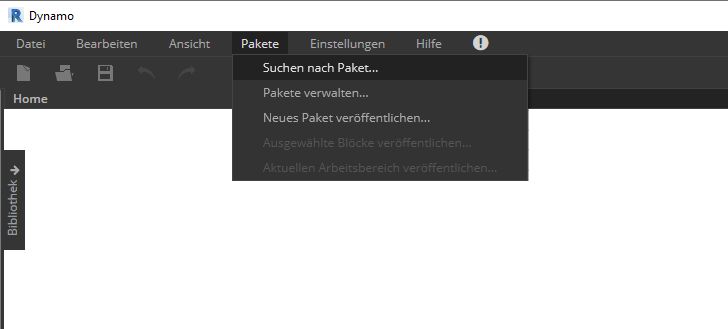 R Dynamo
Datei Bearbeiten Ansicht Pakete Einstellungen Hilfe !
Suchen nach Paket...
Pakete verwalten...
Neues Paket veröffentlichen...
Ausgewählte Blöcke veröffentlichen...
Aktuellen Arbeitsbereich veröffentlichen...
Home
Bibliothek